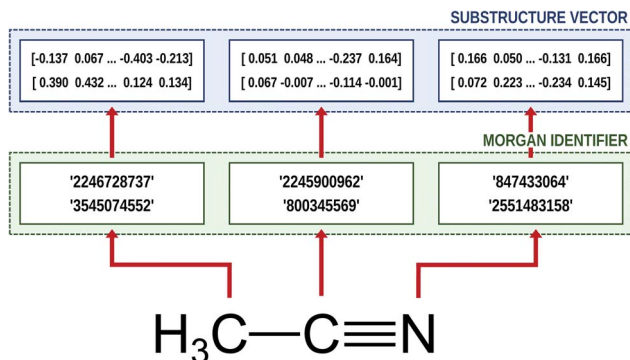 SUBSTRUCTURE VECTOR
[-0.137 0.067 ... -0.403 -0.213]
[ 0.390 0.432 ... 0.124 0.134]
[ 0.051 0.048 ... -0.237 0.164]
[ 0.067 -0.007 ... -0.114 -0.001]
[ 0.166 0.050 ... -0.131 0.166]
[ 0.072 0.223 ... -0.234 0.145]
MORGAN IDENTIFIER
'2246728737'
'3545074552'
'2245900962'
'800345569'
'847433064'
'2551483158'
H₃C—C≡N